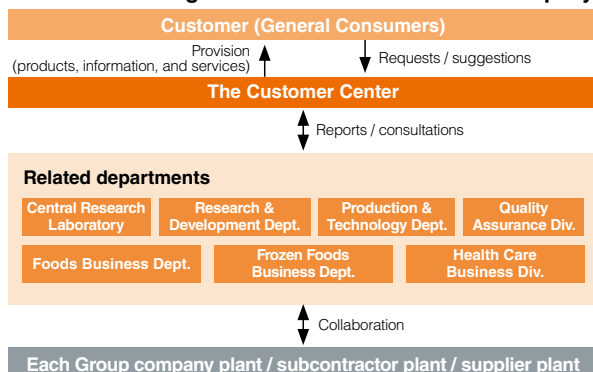 Customer (General Consumers)
Provision
(products, information, and services)
Requests / suggestions
The Customer Center
Reports / consultations
Related departments
Central Research
Laboratory
Research &
Development Dept.
Production &
Technology Dept.
Quality
Assurance Div.
Foods Business Dept.
Frozen Foods
Business Dept.
Health Care
Business Div.
Collaboration
Each Group company plant / subcontractor plant / supplier plant